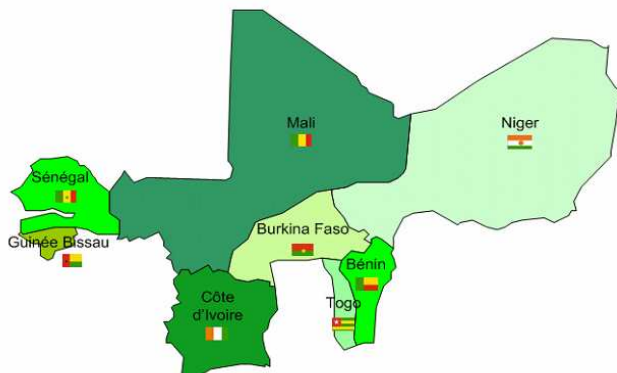 Mali
Niger
Sénégal
Guinée Bissau
Burkina Faso
Bénin
Côte
d'Ivoire
Togo